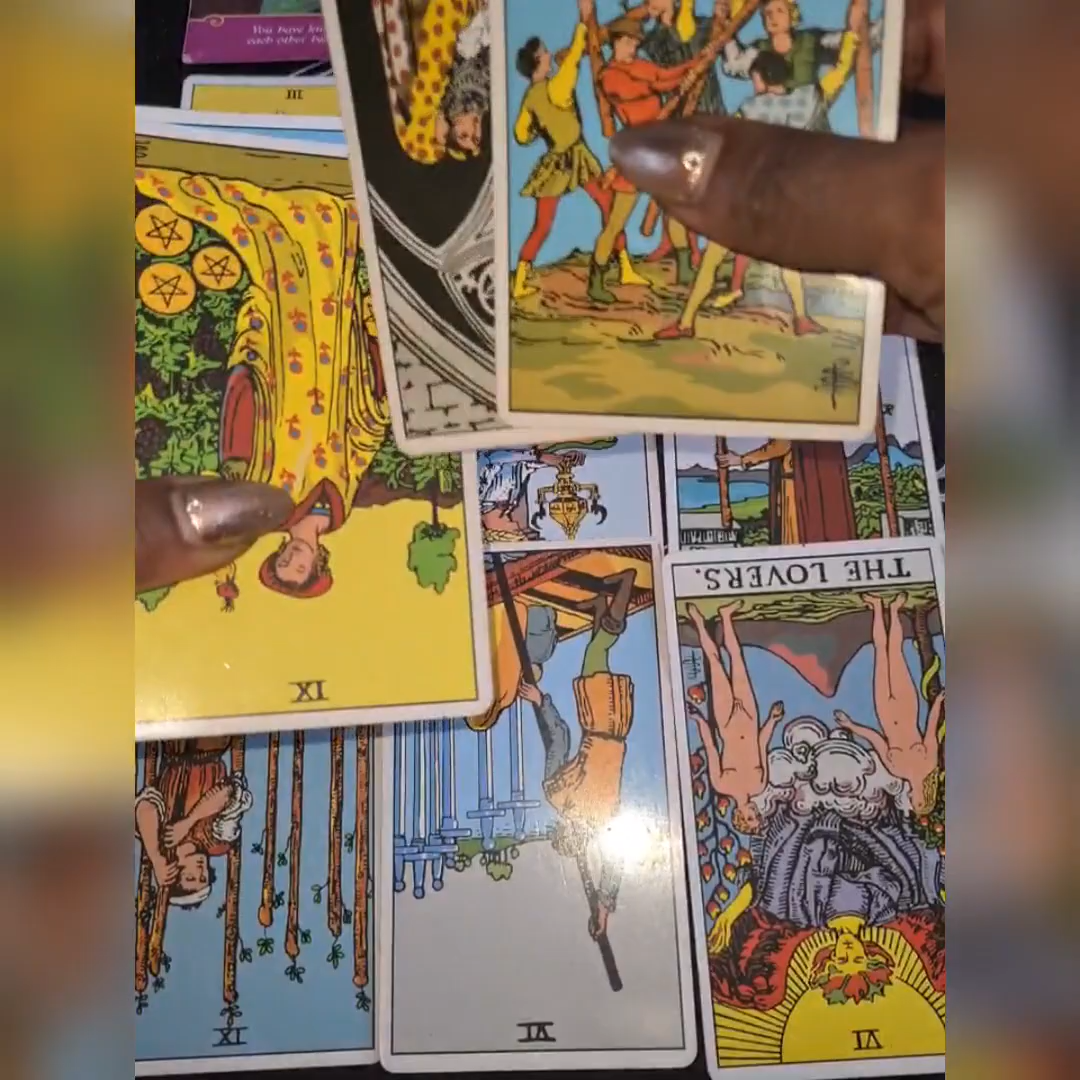 You have kn
each other be
III
THE LOVERS.
IX
IX
VI
VI